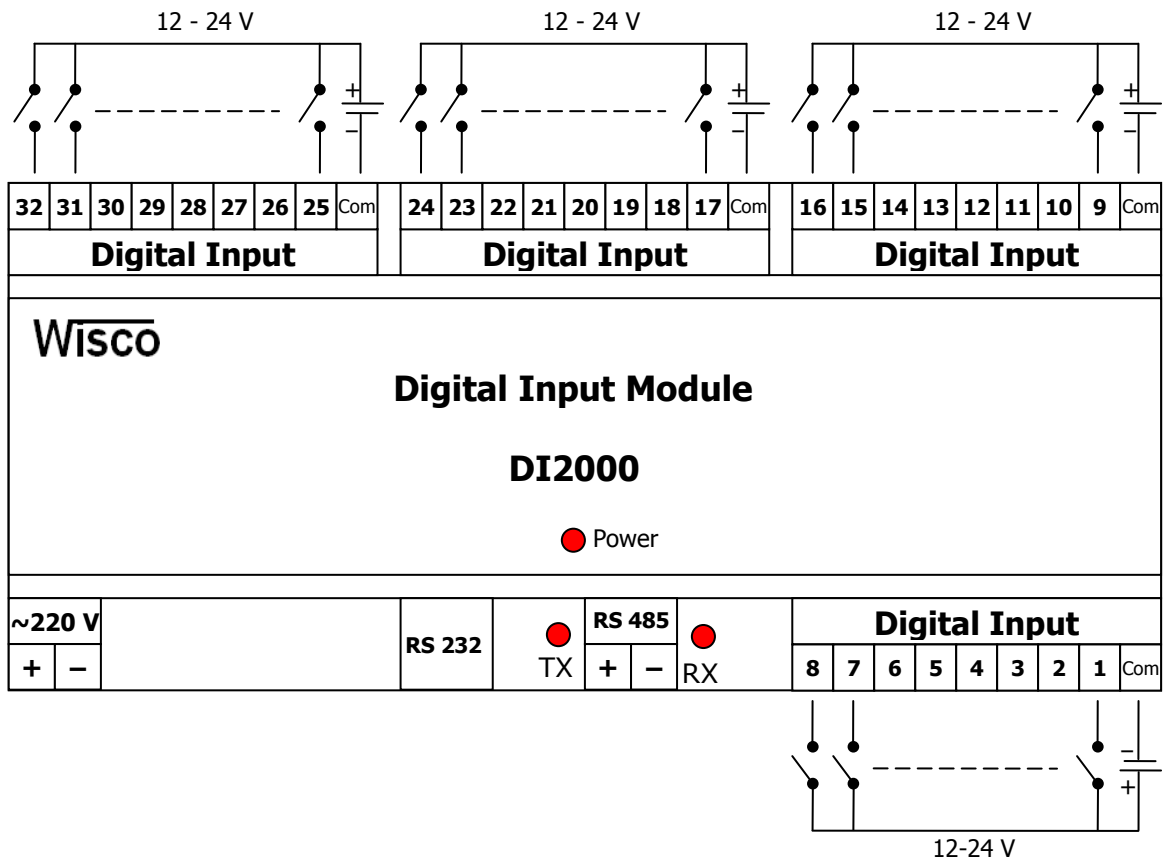 12 - 24 V 12 - 24 V 12 - 24 V
+ + +
− − −
32 31 30 29 28 27 26 25 Com 24 23 22 21 20 19 18 17 Com 16 15 14 13 12 11 10 9 Com
Digital Input Digital Input Digital Input
Wisco
Digital Input Module
DI2000
Power
~220 V RS 232 RS 485 Digital Input
+ − TX + − RX 8 7 6 5 4 3 2 1 Com
−
+
12-24 V